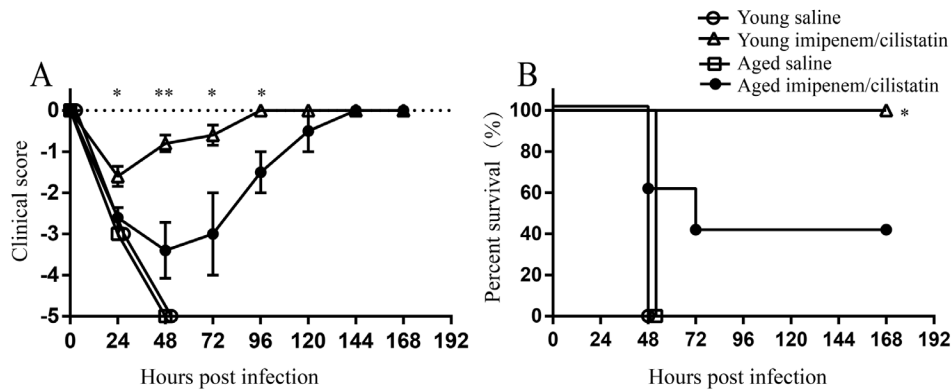 Young saline
Young imipenem/cilistatin
Aged saline
Aged imipenem/cilistatin
A
* ** * *
0
-1
-2
-3
-4
-5
Clinical score
0 24 48 72 96 120 144 168 192
Hours post infection
B
100
80
60
40
20
0
*
Percent survival (%)
0 24 48 72 96 120 144 168 192
Hours post infection